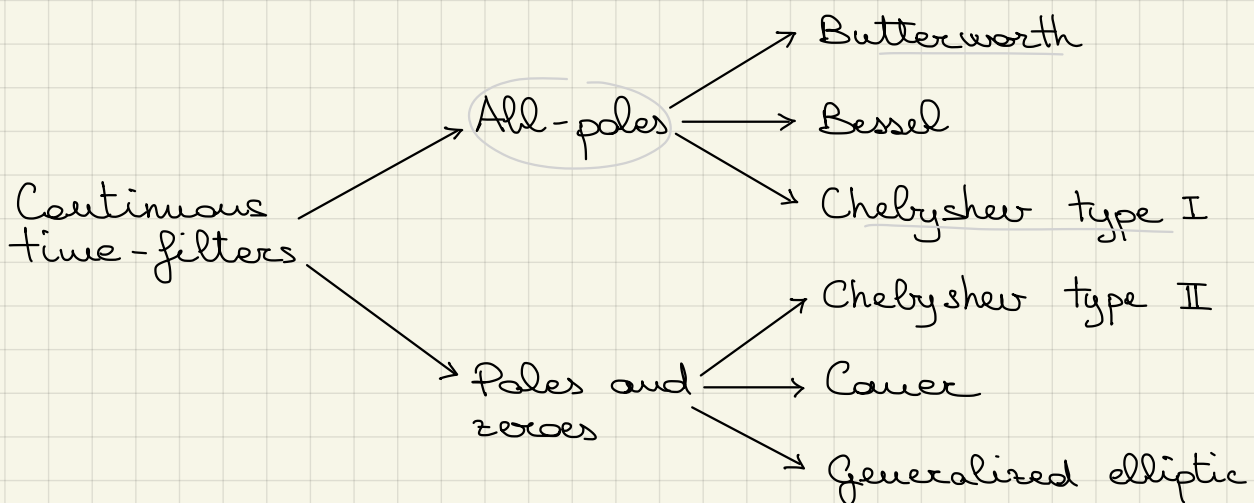 Butterworth
All-poles
Bessel
Continuous
time-filters
Chebyshev type I
Chebyshev type II
Poles and
zeroes
Cauer
Generalized elliptic